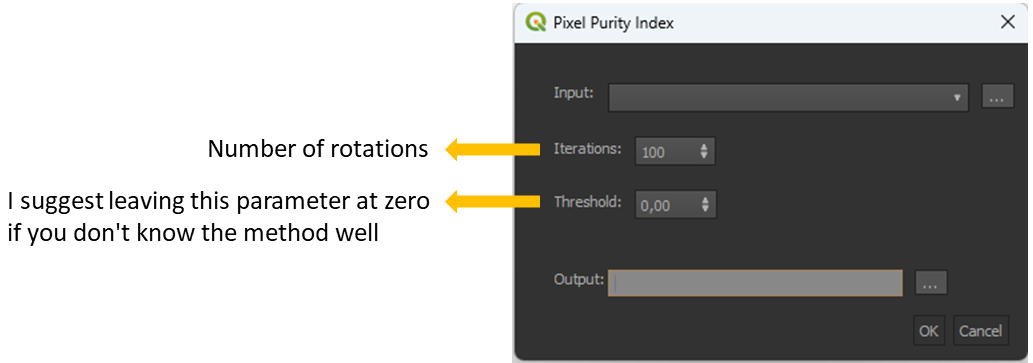 Pixel Purity Index
Input:
...
Number of rotations
Iterations:
100
I suggest leaving this parameter at zero
if you don't know the method well
Threshold:
0,00
Output:
...
OK
Cancel